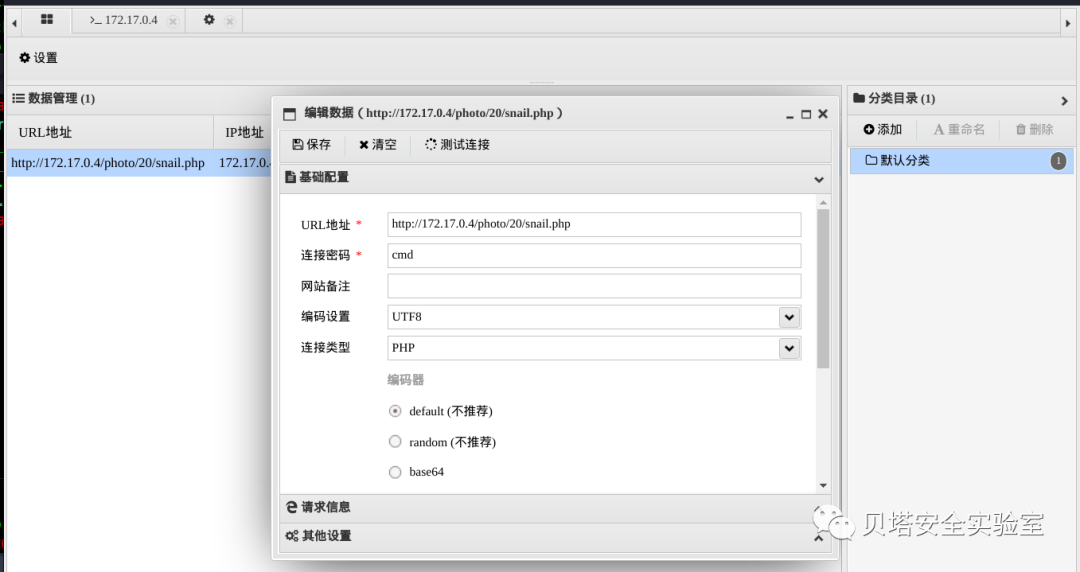 >_ 172.17.0.4
设置
数据管理 (1)
URL地址 IP地址
http://172.17.0.4/photo/20/snail.php 172.17.0.
编辑数据 ( http://172.17.0.4/photo/20/snail.php )
保存 清空 测试连接
基础配置
URL地址 * http://172.17.0.4/photo/20/snail.php
连接密码 * cmd
网站备注
编码设置 UTF8
连接类型 PHP
编码器
default (不推荐)
random (不推荐)
base64
请求信息
其他设置
分类目录 (1)
添加 重命名 删除
默认分类 1
贝塔安全实验室